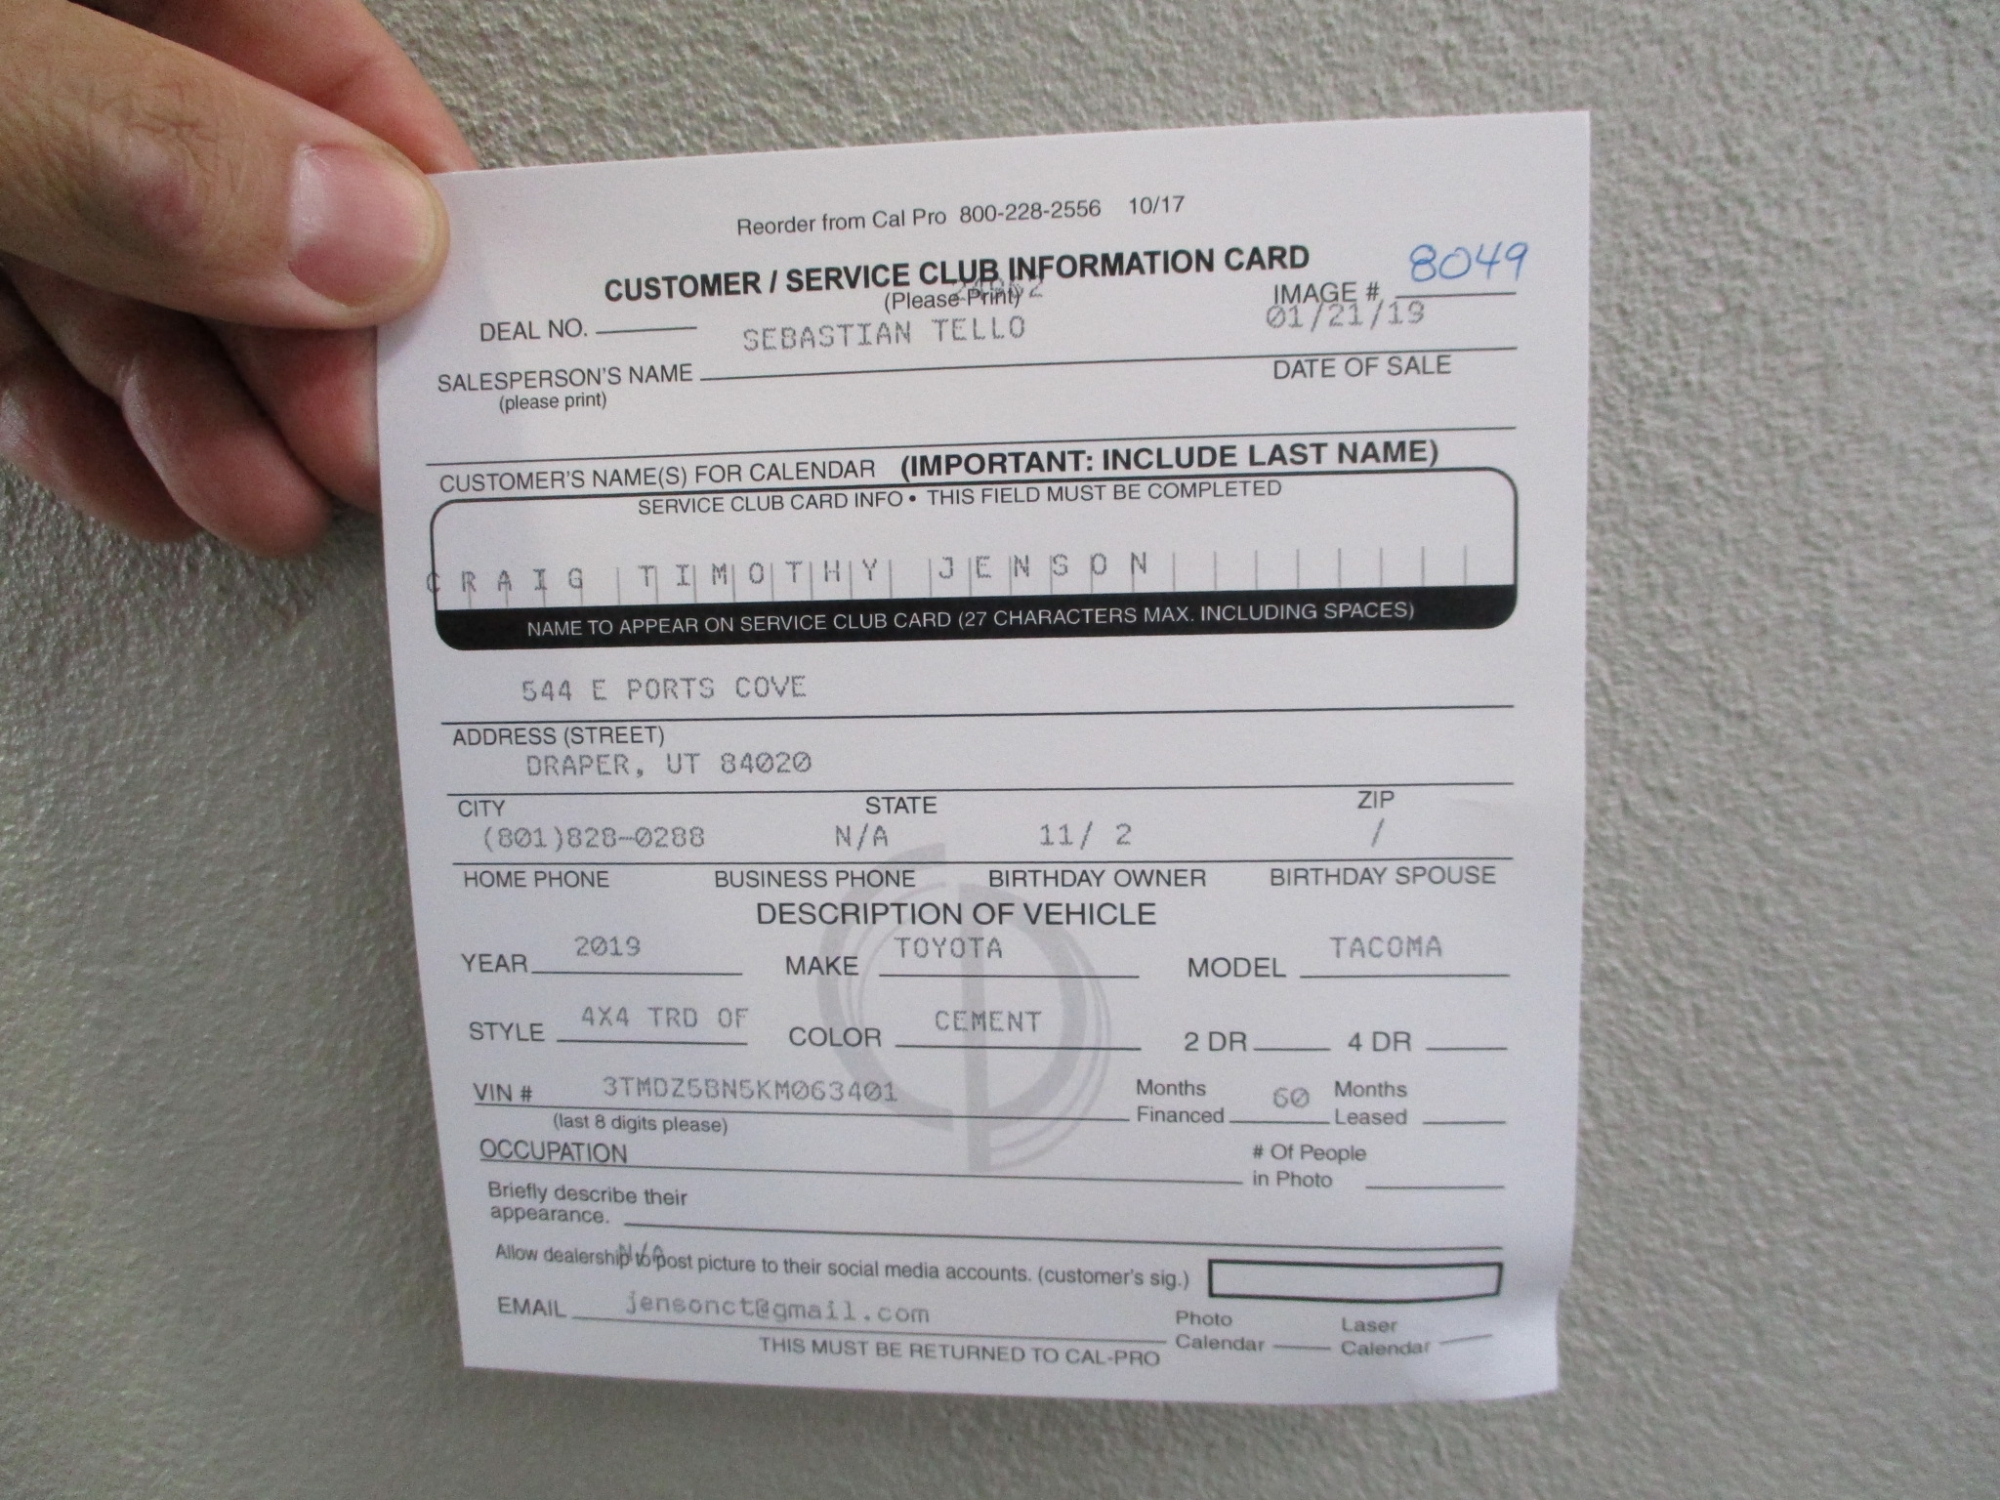 Reorder from Cal Pro 800-228-2556 10/17
CUSTOMER / SERVICE CLUB INFORMATION CARD
(Please Print)
IMAGE # 8049
DEAL NO.
SEBASTIAN TELLO 01/21/19
SALESPERSON'S NAME DATE OF SALE
(please print)
CUSTOMER'S NAME(S) FOR CALENDAR (IMPORTANT: INCLUDE LAST NAME)
SERVICE CLUB CARD INFO • THIS FIELD MUST BE COMPLETED
CRAIG TIMOTHY JENSON
NAME TO APPEAR ON SERVICE CLUB CARD (27 CHARACTERS MAX. INCLUDING SPACES)
544 E PORTS COVE
ADDRESS (STREET)
DRAPER, UT 84020
CITY STATE ZIP
(801)828-0288 N/A 11/ 2 /
HOME PHONE BUSINESS PHONE BIRTHDAY OWNER BIRTHDAY SPOUSE
DESCRIPTION OF VEHICLE
YEAR 2019 MAKE TOYOTA MODEL TACOMA
STYLE 4X4 TRD OF COLOR CEMENT 2 DR 4 DR
VIN # 3TMDZ5BN5KM063401 Months Financed 60 Months Leased
(last 8 digits please)
OCCUPATION # Of People in Photo
Briefly describe their
appearance.
N/A
Allow dealership to post picture to their social media accounts. (customer's sig.)
EMAIL jensonct@gmail.com Photo Calendar Laser Calendar
THIS MUST BE RETURNED TO CAL-PRO